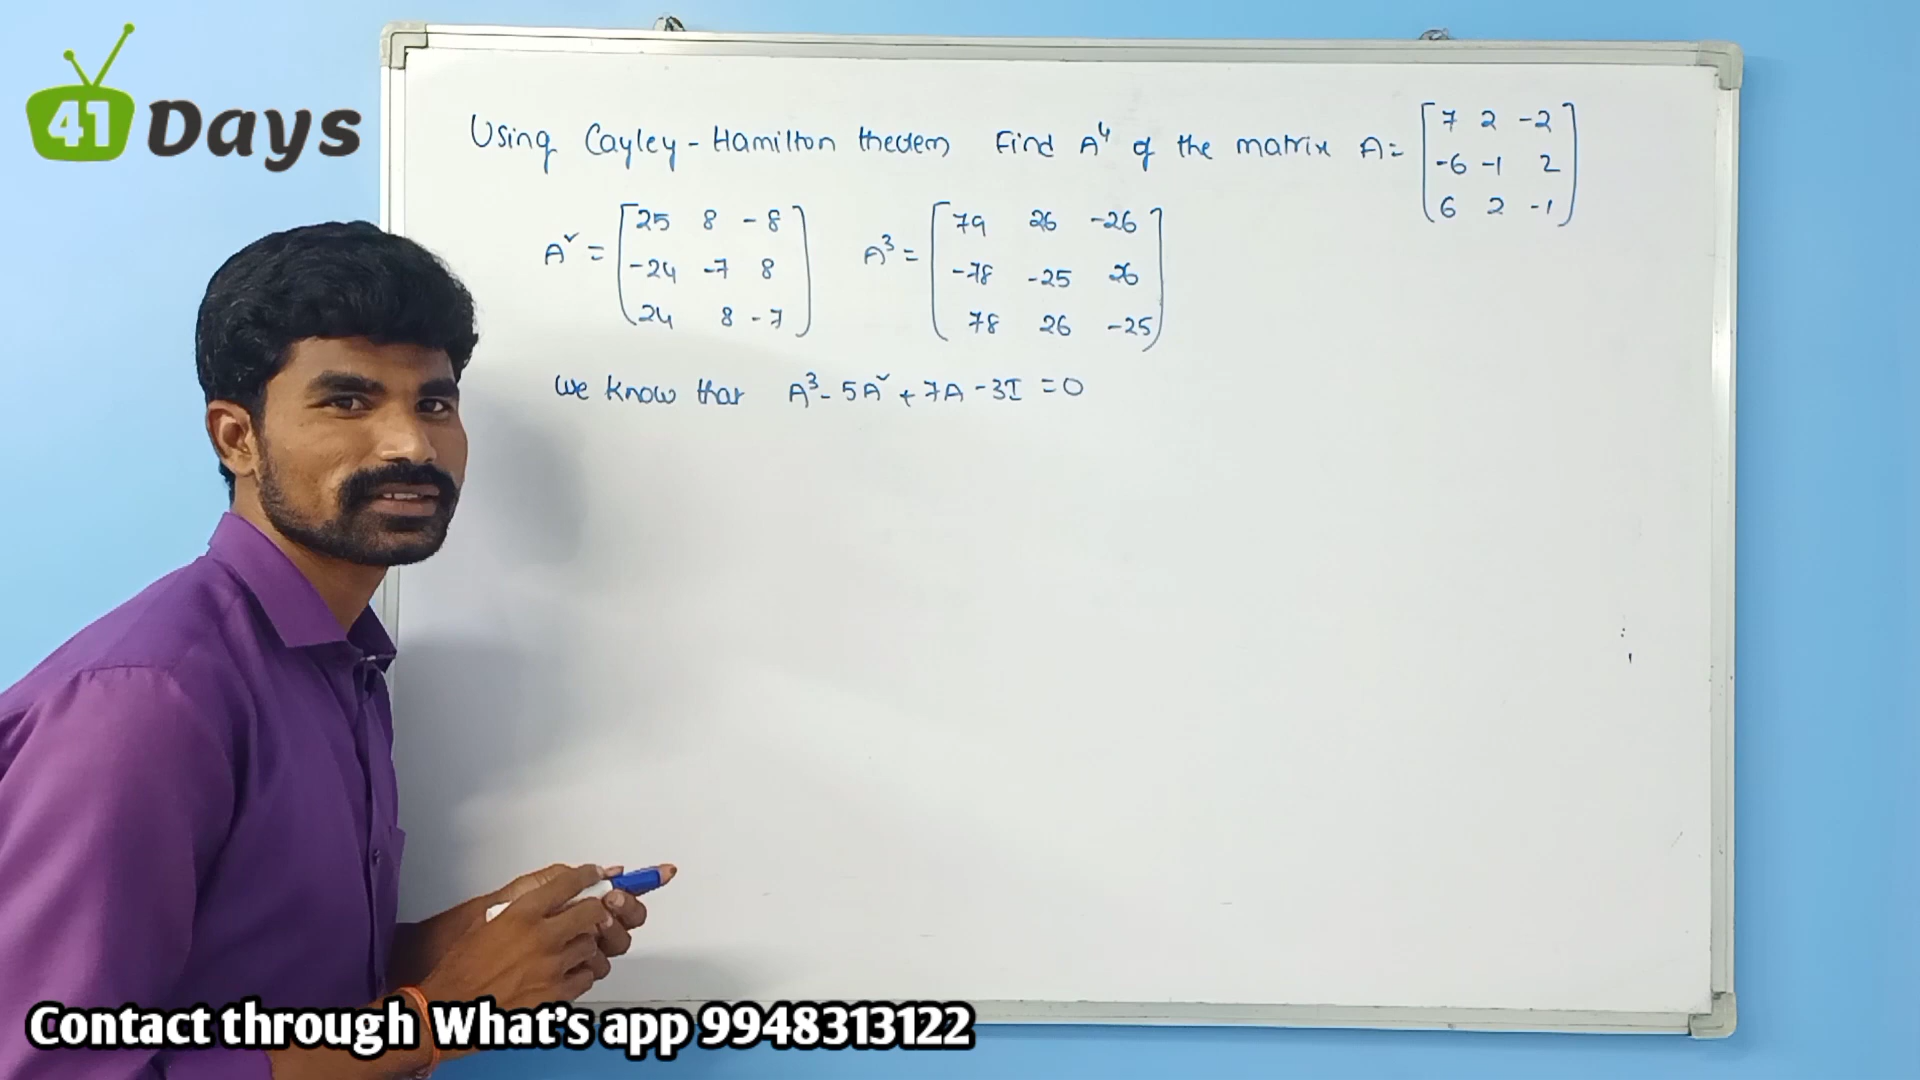 41 Days
Using Cayley-Hamilton theorem Find A⁴ of the matrix A=
7 2 -2
-6 -1 2
6 2 -1
A² =
25 8 -8
-24 -7 8
24 8 -7
A³ =
79 26 -26
-78 -25 26
78 26 -25
We know that A³ - 5A² + 7A - 3I = 0
Contact through What's app 9948313122